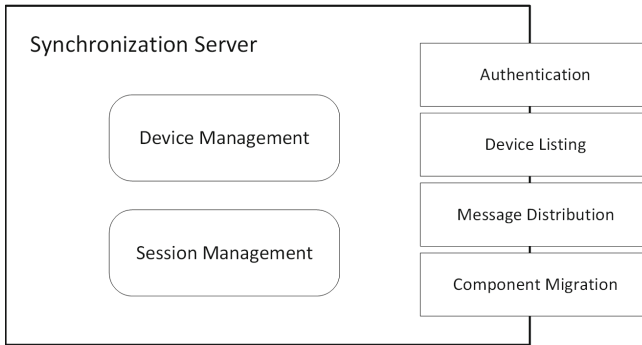 Synchronization Server
Authentication
Device Management
Device Listing
Message Distribution
Session Management
Component Migration